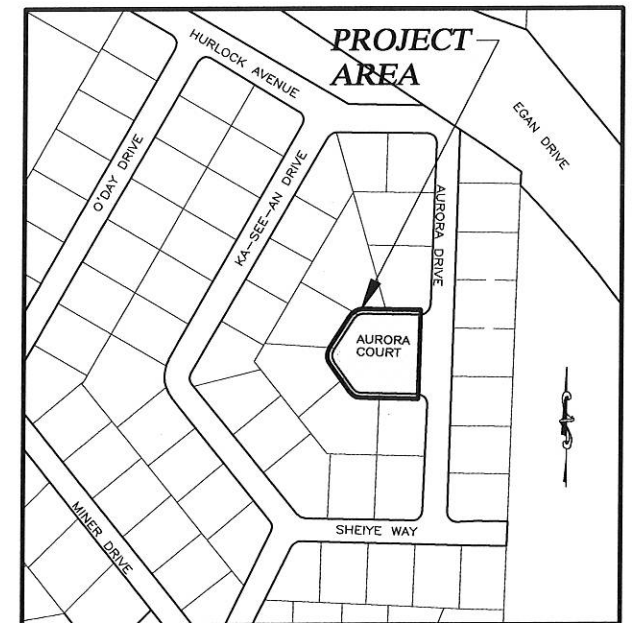 HURLOCK AVENUE
PROJECT
AREA
EGAN DRIVE
O'DAY DRIVE
KA-SEE-AN DRIVE
AURORA DRIVE
AURORA
COURT
MINER DRIVE
SHEIYE WAY